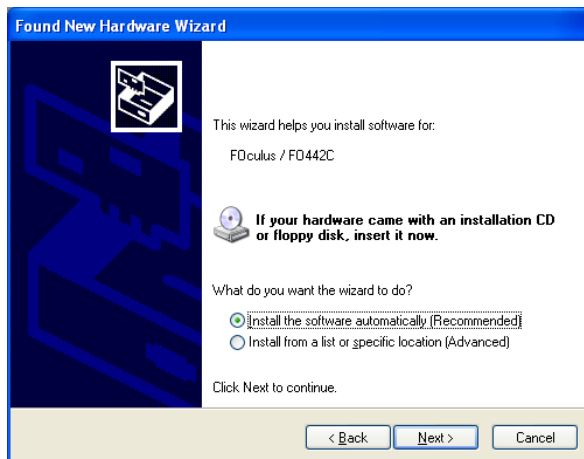 Found New Hardware Wizard
This wizard helps you install software for:
FOculus / FO442C
If your hardware came with an installation CD
or floppy disk, insert it now.
What do you want the wizard to do?
Install the software automatically (Recommended)
Install from a list or specific location (Advanced)
Click Next to continue.
< Back
Next >
Cancel